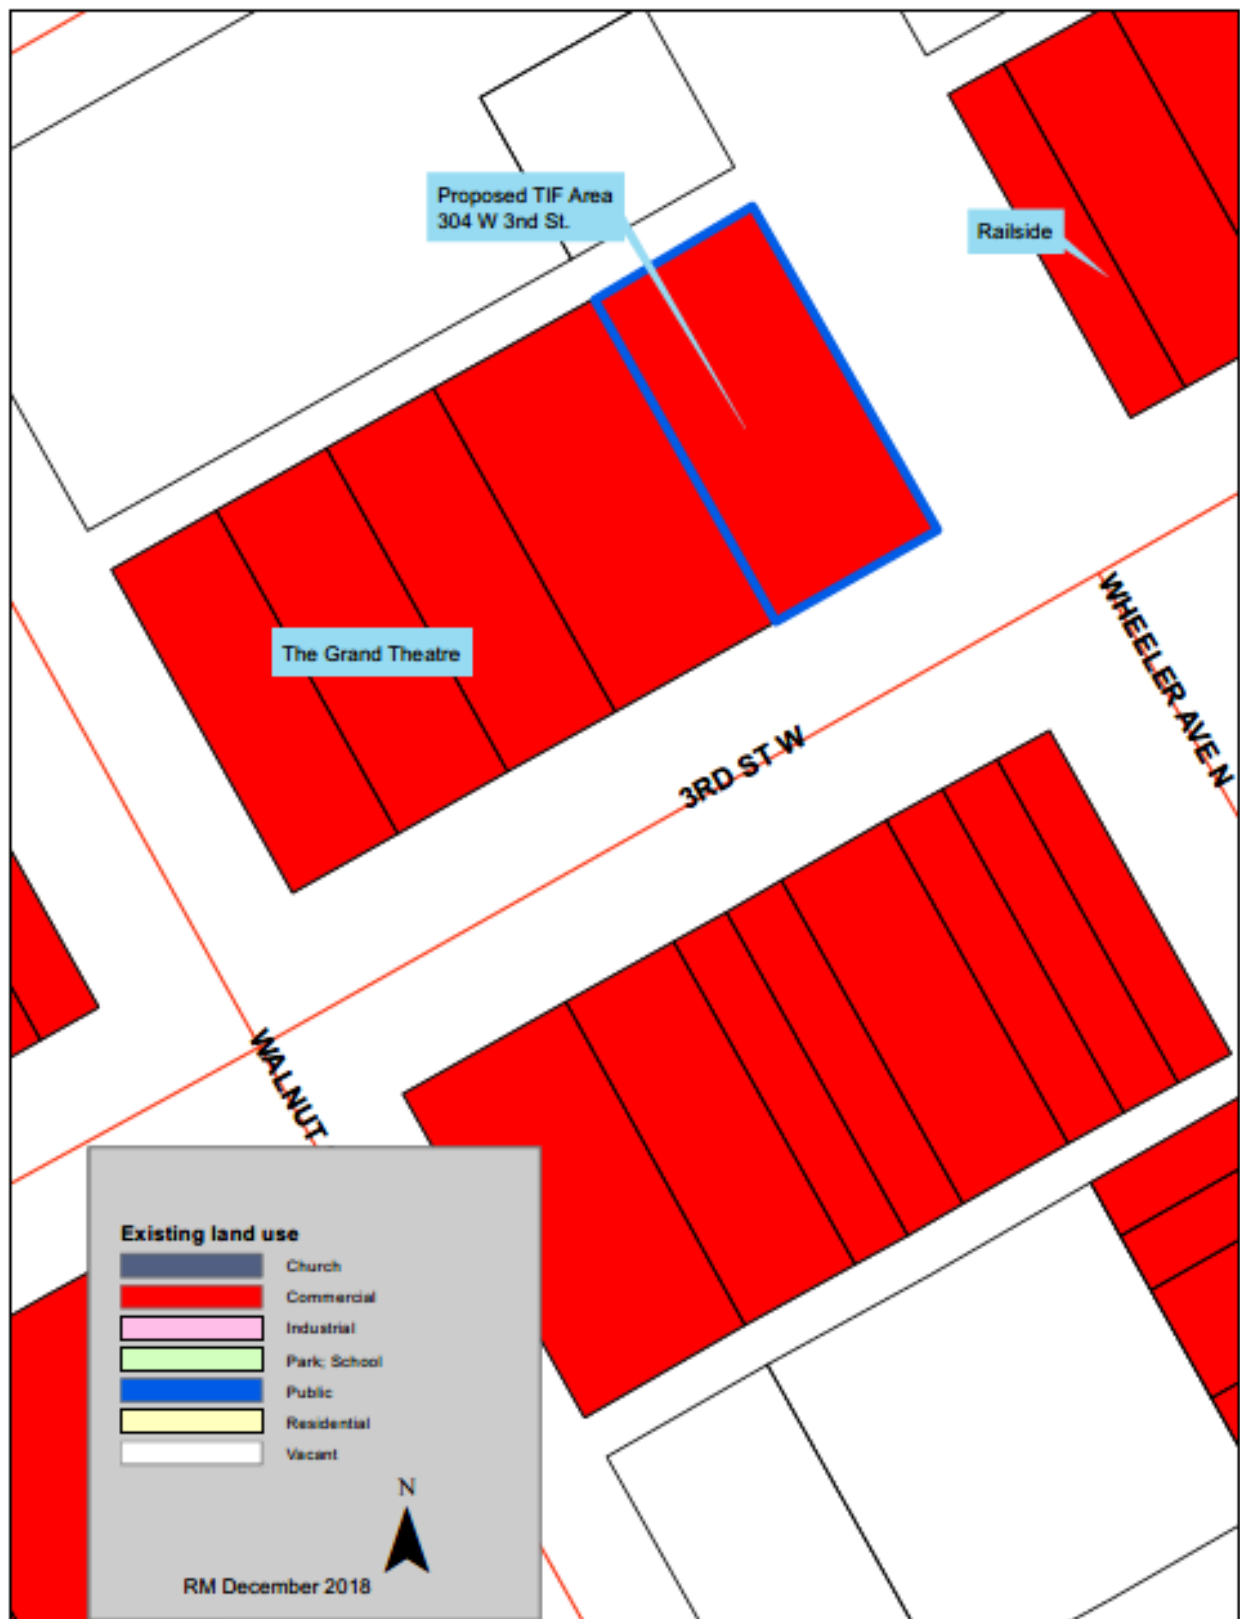 Proposed TIF Area
304 W 3nd St.
Railside
The Grand Theatre
WHEELER AVE N
3RD ST W
WALNUT
Existing land use
Church
Commercial
Industrial
Park; School
Public
Residential
Vacant
N
RM December 2018